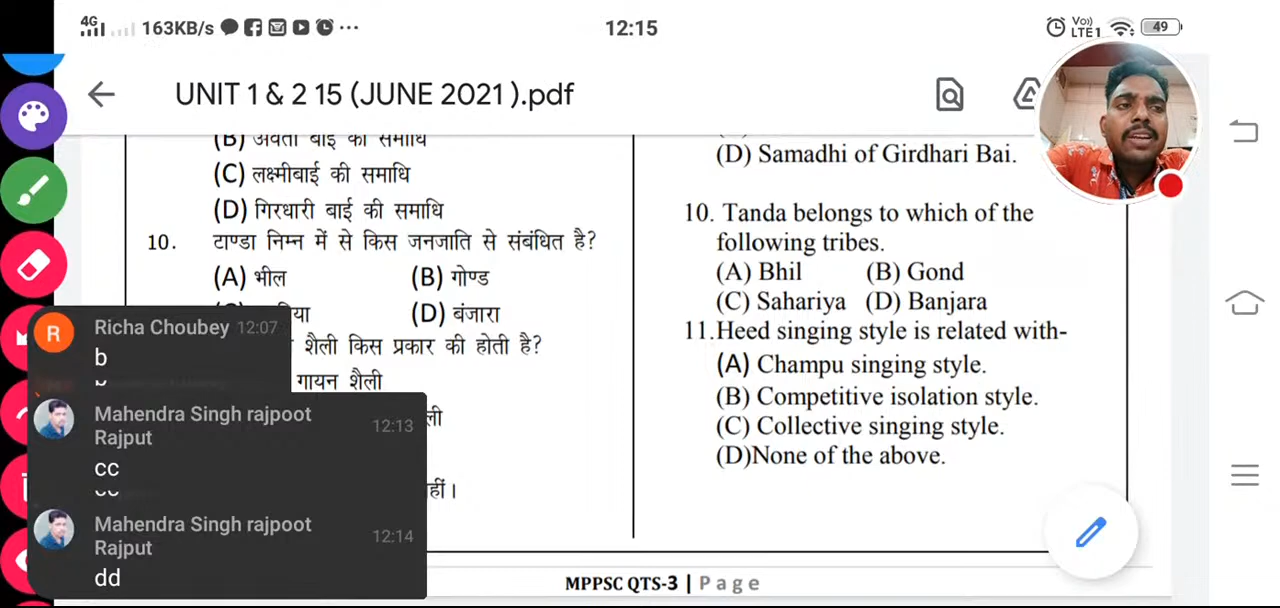 4G 163KB/s ... 12:15 Vo)) LTE1 49
UNIT 1 & 2 15 (JUNE 2021 ).pdf
(B) अवंती बाई की समाधि
(C) लक्ष्मीबाई की समाधि
(D) गिरधारी बाई की समाधि
10. टाण्डा निम्न में से किस जनजाति से संबंधित है?
(A) भील (B) गोण्ड
(D) बंजारा
शैली किस प्रकार की होती है?
गायन शैली
(D) Samadhi of Girdhari Bai.
10. Tanda belongs to which of the
following tribes.
(A) Bhil (B) Gond
(C) Sahariya (D) Banjara
11.Heed singing style is related with-
(A) Champu singing style.
(B) Competitive isolation style.
(C) Collective singing style.
(D)None of the above.
R Richa Choubey 12:07
b
Mahendra Singh rajpoot
Rajput 12:13
cc
Mahendra Singh rajpoot
Rajput 12:14
dd
MPPSC QTS-3 | Page